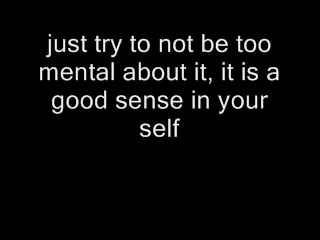 just try to not be too
mental about it, it is a
good sense in your
self